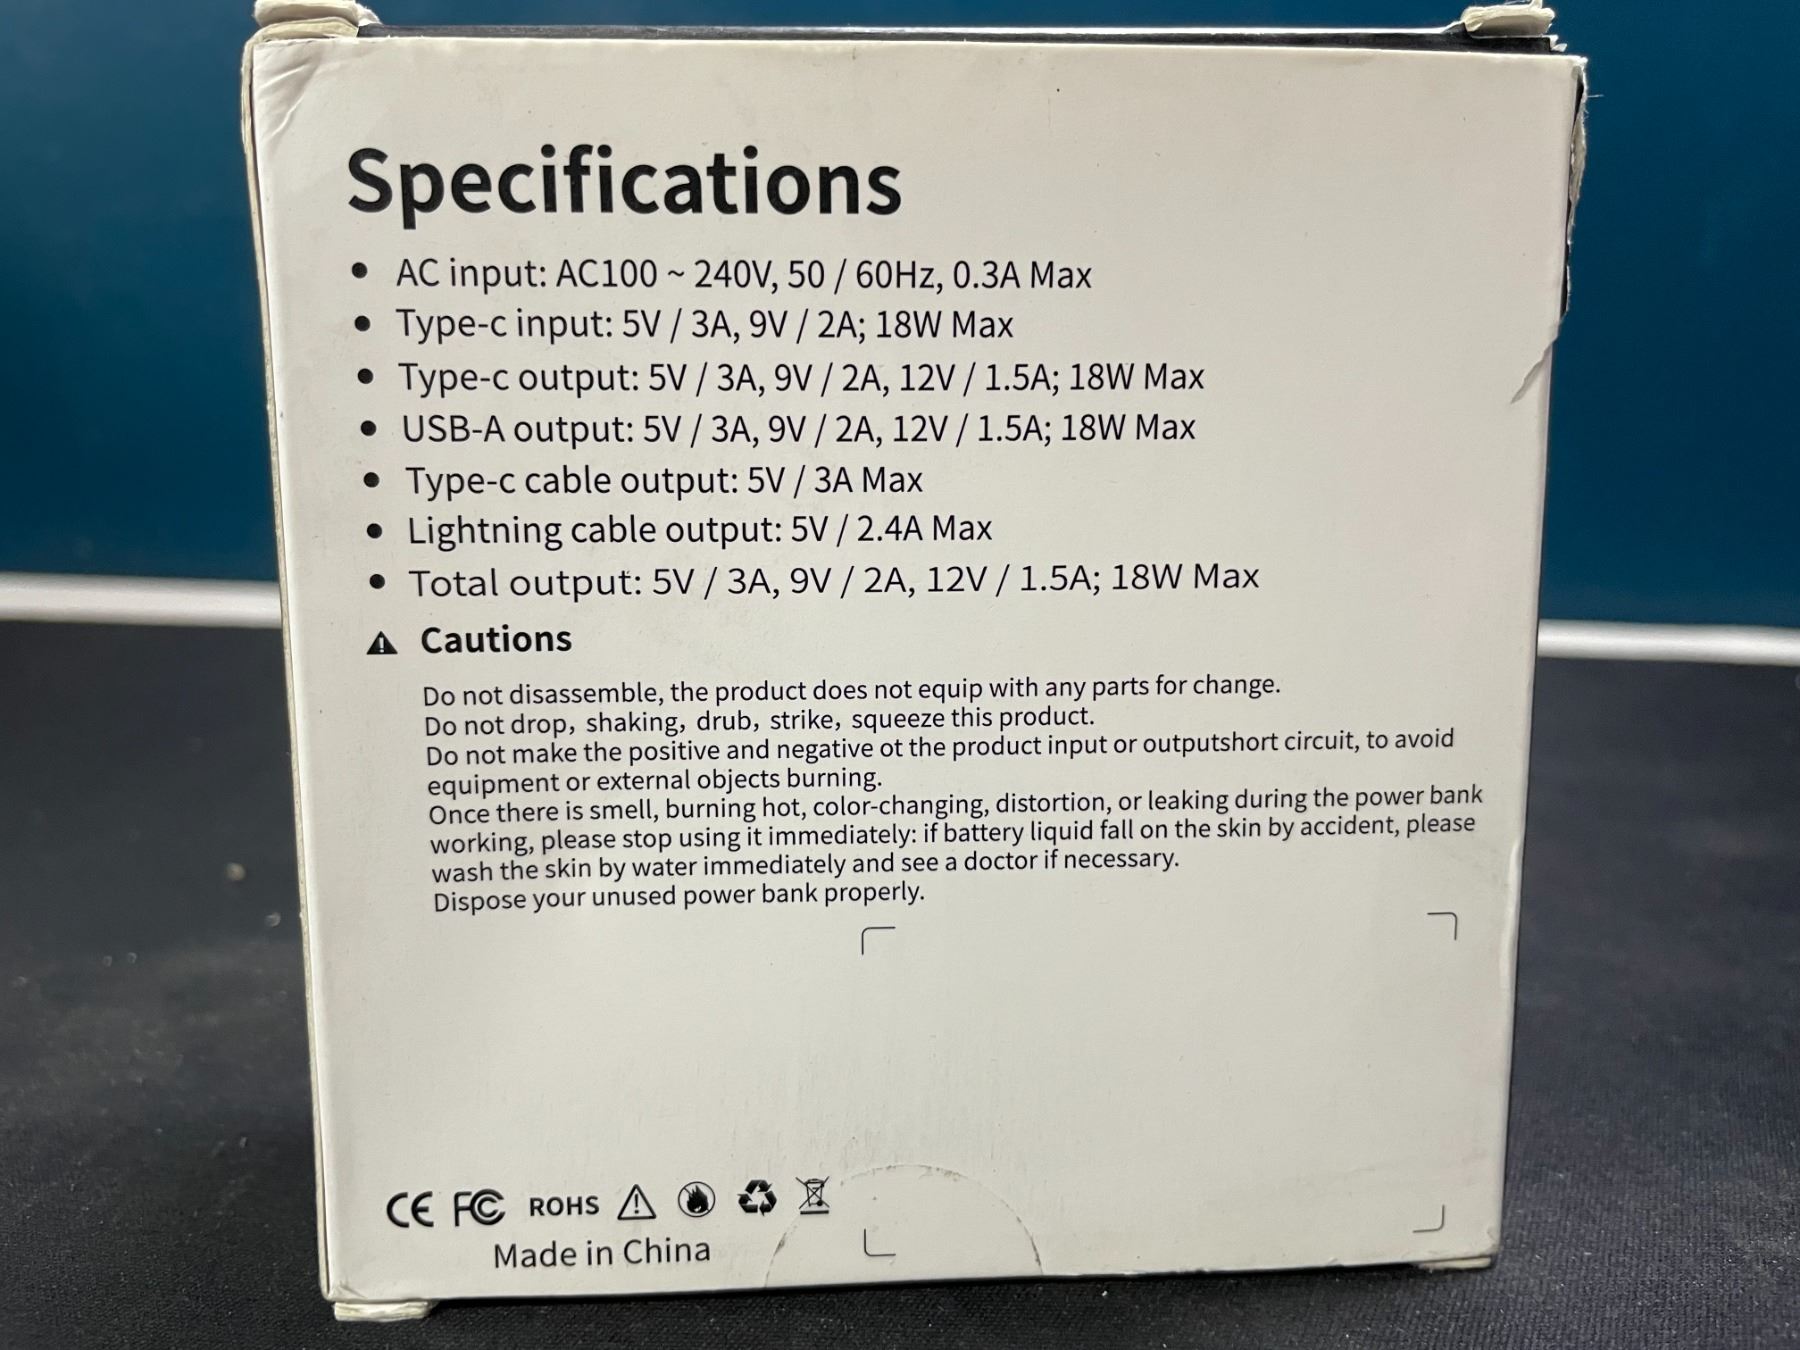 Specifications
• AC input: AC100 ~ 240V, 50 / 60Hz, 0.3A Max
• Type-c input: 5V / 3A, 9V / 2A; 18W Max
• Type-c output: 5V / 3A, 9V / 2A, 12V / 1.5A; 18W Max
• USB-A output: 5V / 3A, 9V / 2A, 12V / 1.5A; 18W Max
• Type-c cable output: 5V / 3A Max
• Lightning cable output: 5V / 2.4A Max
• Total output: 5V / 3A, 9V / 2A, 12V / 1.5A; 18W Max
Cautions
Do not disassemble, the product does not equip with any parts for change.
Do not drop, shaking, drub, strike, squeeze this product.
Do not make the positive and negative ot the product input or outputshort circuit, to avoid
equipment or external objects burning.
Once there is smell, burning hot, color-changing, distortion, or leaking during the power bank
working, please stop using it immediately: if battery liquid fall on the skin by accident, please
wash the skin by water immediately and see a doctor if necessary.
Dispose your unused power bank properly.
CE FC ROHS
Made in China